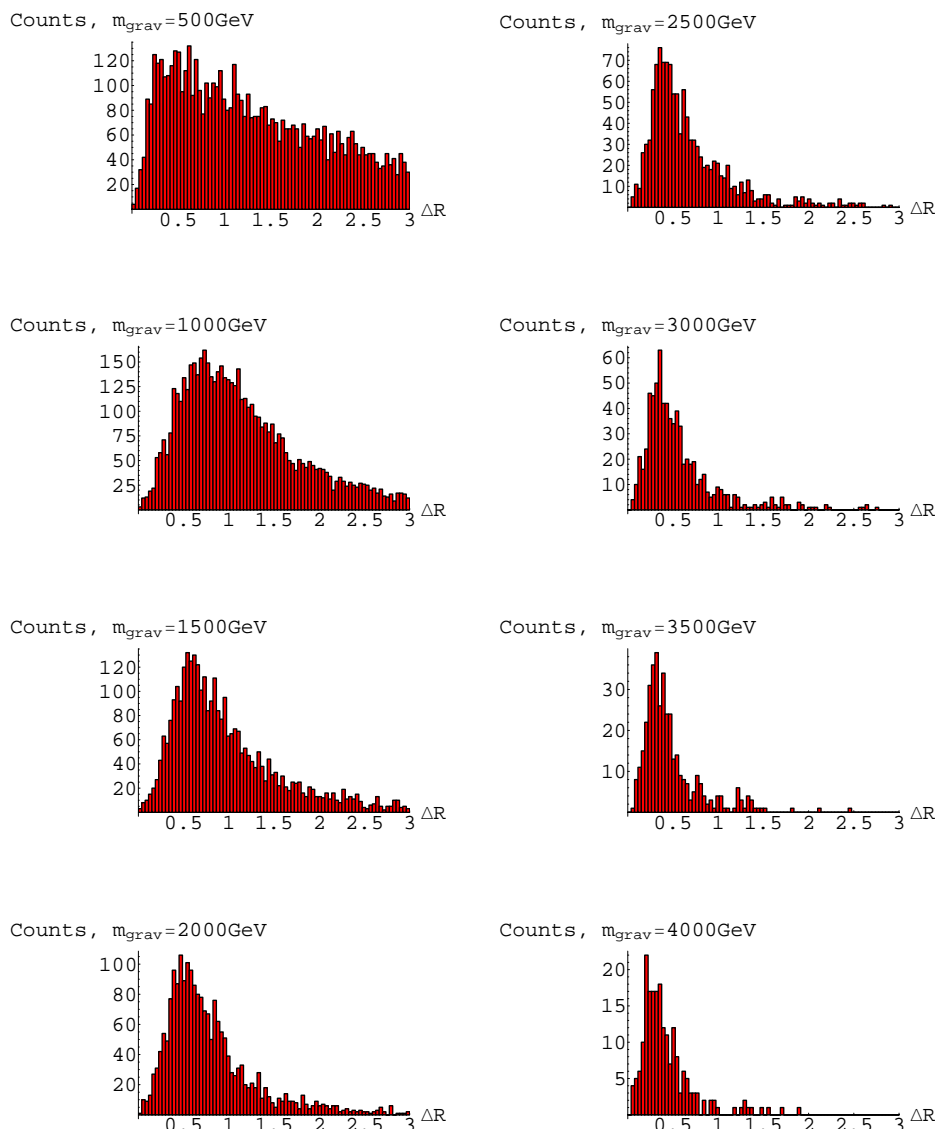 Counts, m_grav=500GeV
120
100
80
60
40
20
0.5 1 1.5 2 2.5 3 ΔR
Counts, m_grav=2500GeV
70
60
50
40
30
20
10
0.5 1 1.5 2 2.5 3 ΔR
Counts, m_grav=1000GeV
150
125
100
75
50
25
0.5 1 1.5 2 2.5 3 ΔR
Counts, m_grav=3000GeV
60
50
40
30
20
10
0.5 1 1.5 2 2.5 3 ΔR
Counts, m_grav=1500GeV
120
100
80
60
40
20
0.5 1 1.5 2 2.5 3 ΔR
Counts, m_grav=3500GeV
30
20
10
0.5 1 1.5 2 2.5 3 ΔR
Counts, m_grav=2000GeV
100
80
60
40
20
0.5 1 1.5 2 2.5 3 ΔR
Counts, m_grav=4000GeV
20
15
10
5
0.5 1 1.5 2 2.5 3 ΔR